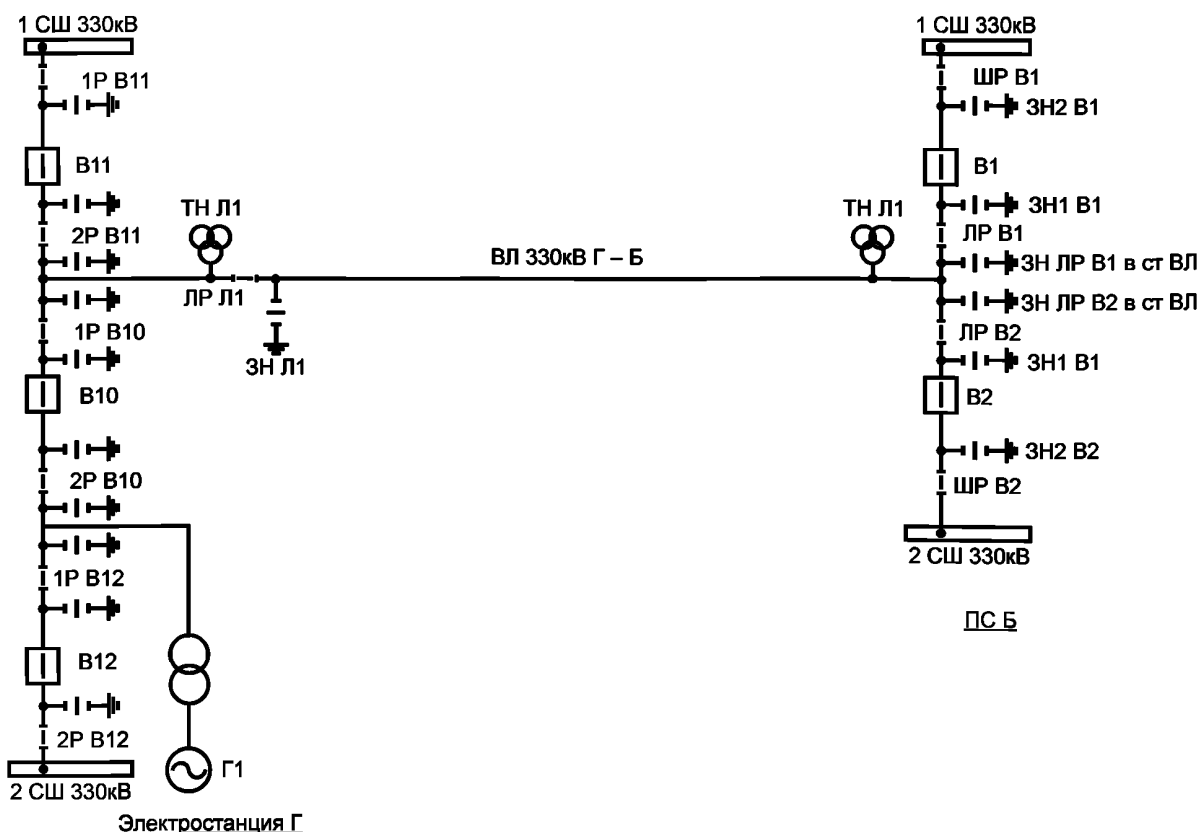 1 СШ 330кВ
1Р В11
В11
2Р В11
ТН Л1
ЛР Л1
ЗН Л1
1Р В10
В10
2Р В10
1Р В12
В12
2Р В12
2 СШ 330кВ
Г1
Электростанция Г
ВЛ 330кВ Г – Б
ТН Л1
1 СШ 330кВ
ШР В1
ЗН2 В1
В1
ЗН1 В1
ЛР В1
ЗН ЛР В1 в ст ВЛ
ЗН ЛР В2 в ст ВЛ
ЛР В2
ЗН1 В1
В2
ЗН2 В2
ШР В2
2 СШ 330кВ
ПС Б